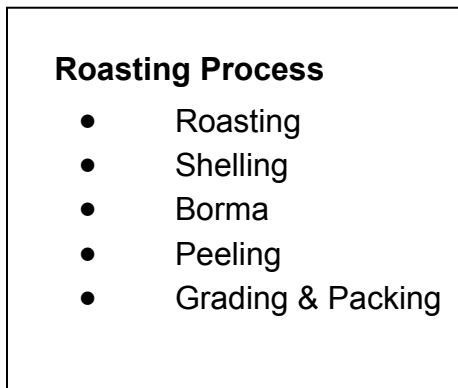 Roasting Process
● Roasting
● Shelling
● Borma
● Peeling
● Grading & Packing